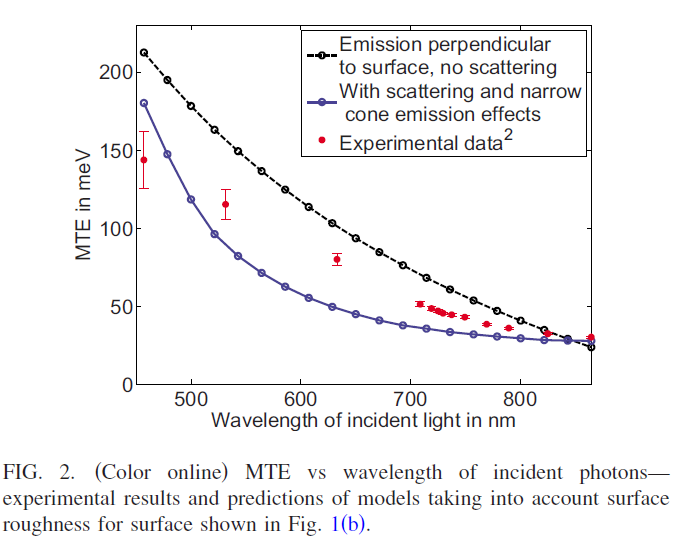 Emission perpendicular
to surface, no scattering
With scattering and narrow
cone emission effects
Experimental data2
200
150
100
50
0
MTE in meV
500 600 700 800
Wavelength of incident light in nm
FIG. 2. (Color online) MTE vs wavelength of incident photons—
experimental results and predictions of models taking into account surface
roughness for surface shown in Fig. 1(b).